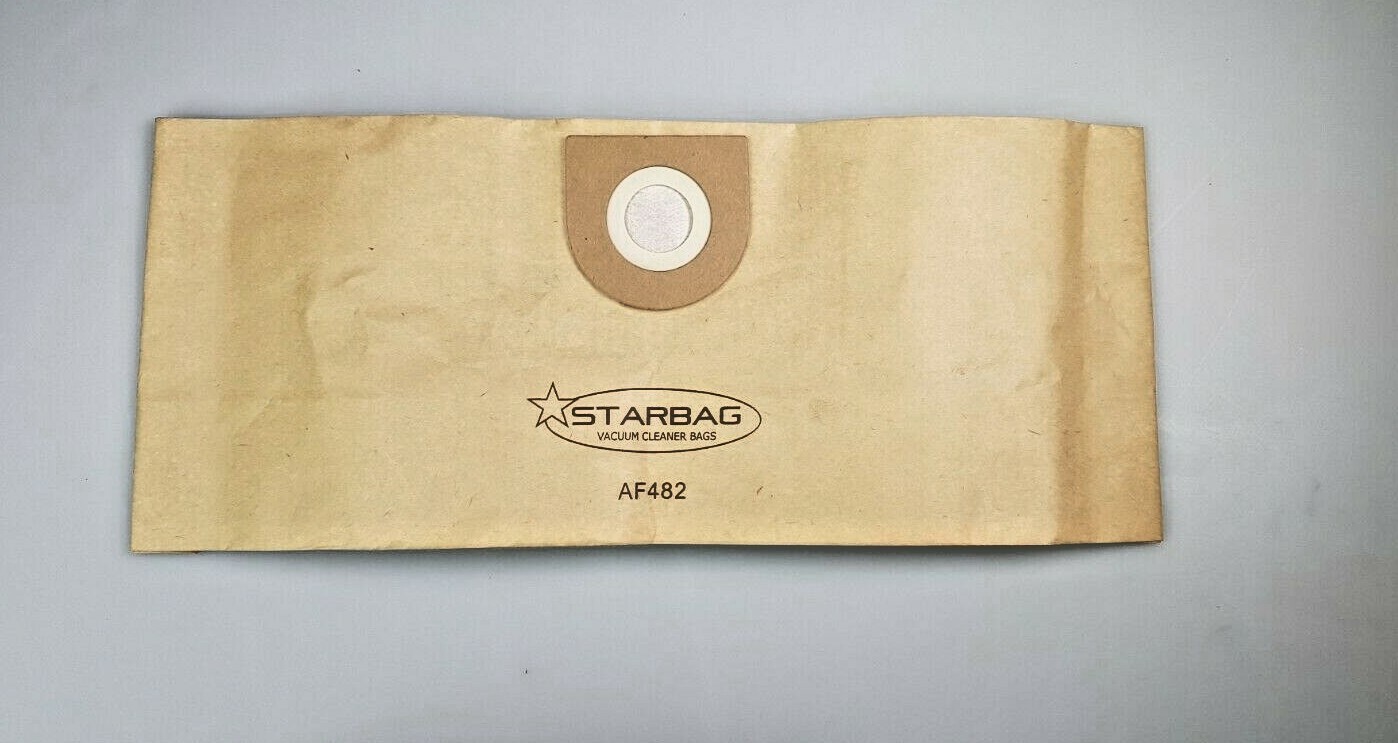 STARBAG
VACUUM CLEANER BAGS
AF482